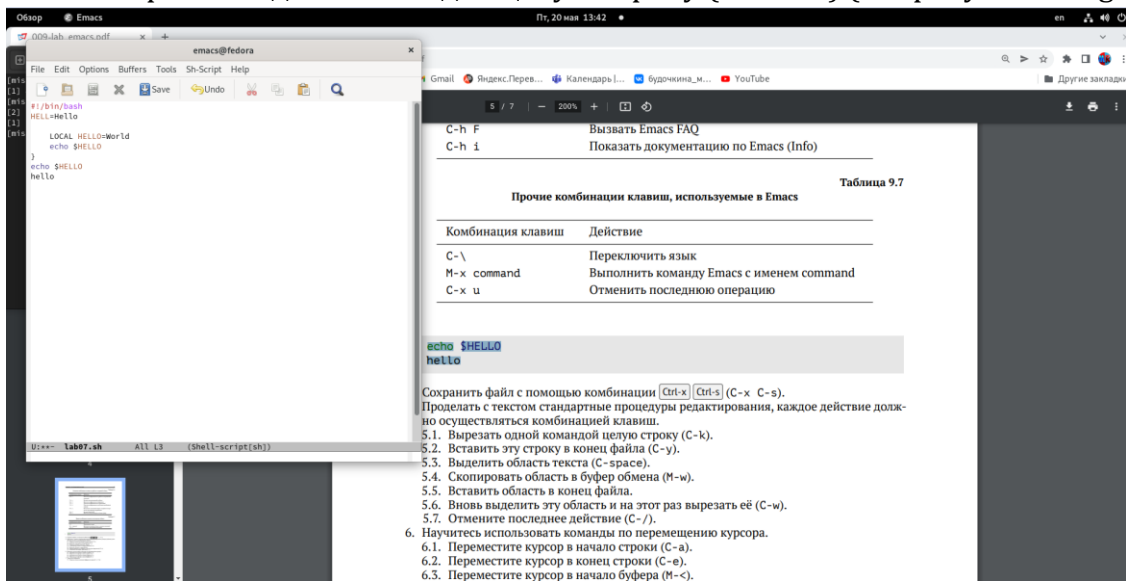 Обзор Emacs Пт, 20 мая 13:42 en
009-lab_emacs.pdf
emacs@fedora
File Edit Options Buffers Tools Sh-Script Help
Save Undo
#!/bin/bash
HELL=Hello
LOCAL HELLO=World
echo $HELLO
}
echo $HELLO
hello
U:**- lab07.sh All L3 (Shell-script[sh])
[mis
[1]
[mis
[2]
[1]
[mis
Gmail Яндекс.Перев... Календарь |... будочкина_м... YouTube Другие закладки
5 / 7 | − 200% +
C-h F Вызвать Emacs FAQ
C-h i Показать документацию по Emacs (Info)
Таблица 9.7
Прочие комбинации клавиш, используемые в Emacs
Комбинация клавиш Действие
C-\ Переключить язык
M-x command Выполнить команду Emacs с именем command
C-x u Отменить последнюю операцию
echo $HELLO
hello
Сохранить файл с помощью комбинации Ctrl-x Ctrl-s (C-x C-s).
Проделать с текстом стандартные процедуры редактирования, каждое действие долж-
но осуществляться комбинацией клавиш.
5.1. Вырезать одной командой целую строку (C-k).
5.2. Вставить эту строку в конец файла (C-y).
5.3. Выделить область текста (C-space).
5.4. Скопировать область в буфер обмена (M-w).
5.5. Вставить область в конец файла.
5.6. Вновь выделить эту область и на этот раз вырезать её (C-w).
5.7. Отмените последнее действие (C-/).
6. Научитесь использовать команды по перемещению курсора.
6.1. Переместите курсор в начало строки (C-a).
6.2. Переместите курсор в конец строки (C-e).
6.3. Переместите курсор в начало буфера (M-<).
5